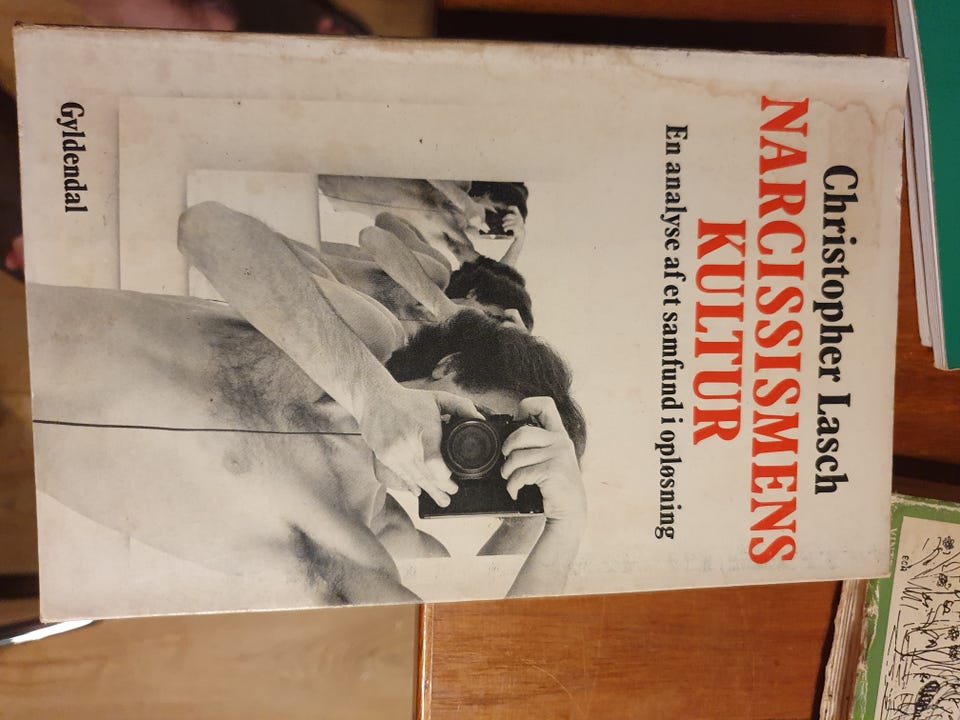 Christopher Lasch
NARCISSISMENS
KULTUR
En analyse af et samfund i opløsning
Gyldendal